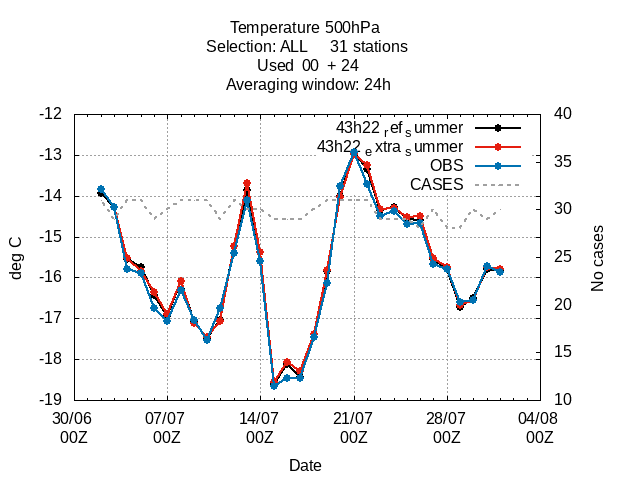 Temperature 500hPa
Selection: ALL     31 stations
Used  00  + 24
Averaging window: 24h
43h22 ref summer
43h22 extra summer
OBS
CASES
-12
-13
-14
-15
-16
-17
-18
-19
deg C
40
35
30
25
20
15
10
No cases
30/06 07/07 14/07 21/07 28/07 04/08
00Z 00Z 00Z 00Z 00Z 00Z
Date